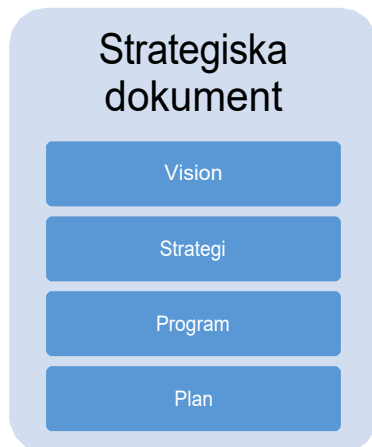 Strategiska
dokument
Vision
Strategi
Program
Plan